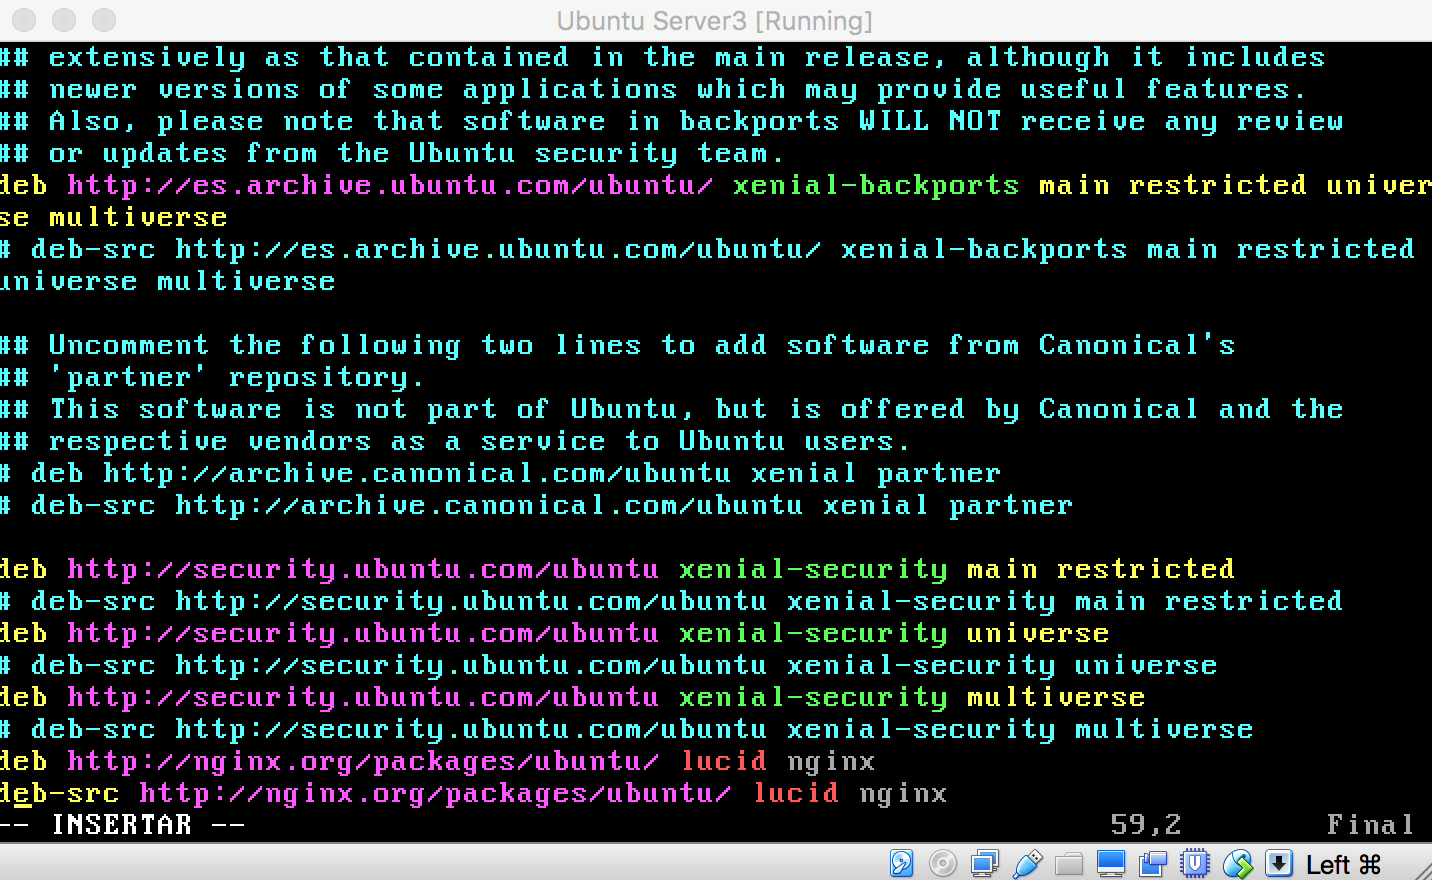 Ubuntu Server3 [Running]
## extensively as that contained in the main release, although it includes
## newer versions of some applications which may provide useful features.
## Also, please note that software in backports WILL NOT receive any review
## or updates from the Ubuntu security team.
deb http://es.archive.ubuntu.com/ubuntu/ xenial-backports main restricted univer
se multiverse
# deb-src http://es.archive.ubuntu.com/ubuntu/ xenial-backports main restricted
universe multiverse
## Uncomment the following two lines to add software from Canonical's
## 'partner' repository.
## This software is not part of Ubuntu, but is offered by Canonical and the
## respective vendors as a service to Ubuntu users.
# deb http://archive.canonical.com/ubuntu xenial partner
# deb-src http://archive.canonical.com/ubuntu xenial partner
deb http://security.ubuntu.com/ubuntu xenial-security main restricted
# deb-src http://security.ubuntu.com/ubuntu xenial-security main restricted
deb http://security.ubuntu.com/ubuntu xenial-security universe
# deb-src http://security.ubuntu.com/ubuntu xenial-security universe
deb http://security.ubuntu.com/ubuntu xenial-security multiverse
# deb-src http://security.ubuntu.com/ubuntu xenial-security multiverse
deb http://nginx.org/packages/ubuntu/ lucid nginx
deb-src http://nginx.org/packages/ubuntu/ lucid nginx
-- INSERTAR -- 59,2 Final
Left ⌘